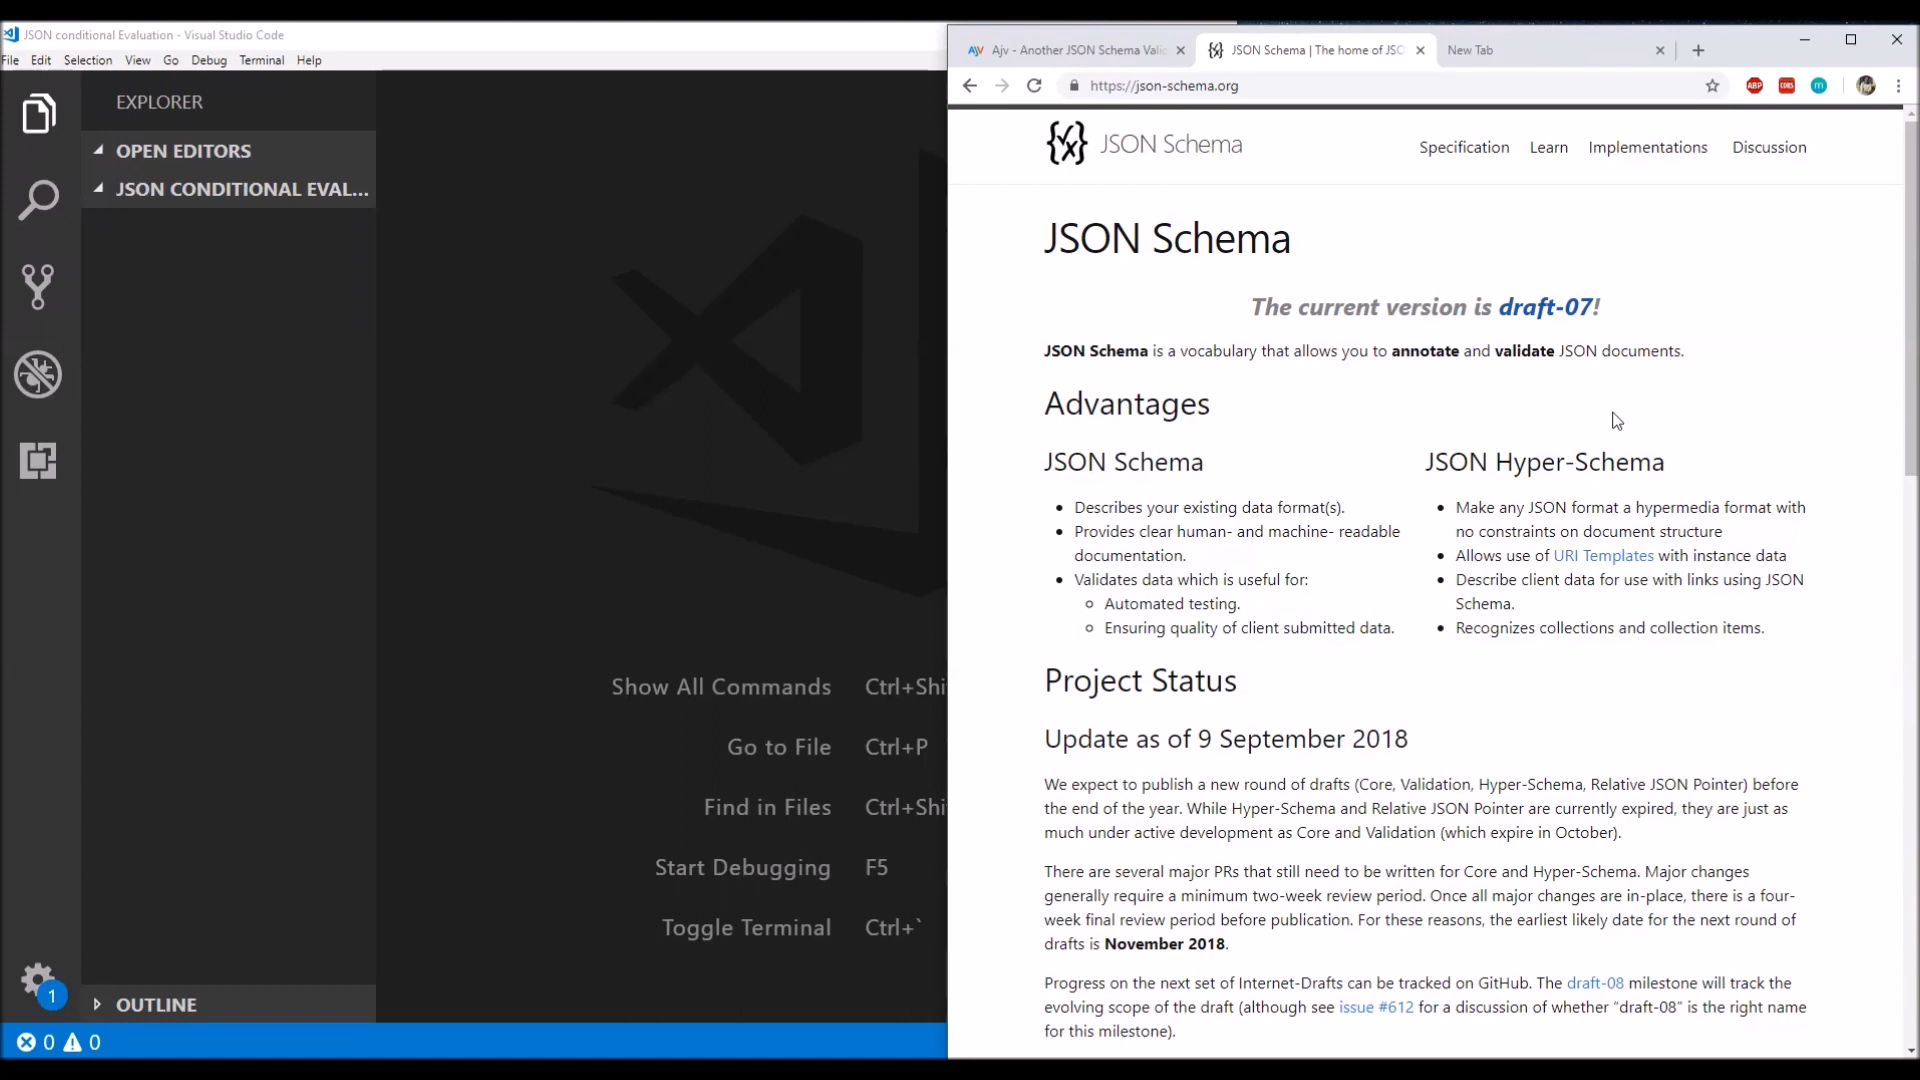 JSON conditional Evaluation - Visual Studio Code
File Edit Selection View Go Debug Terminal Help
EXPLORER
OPEN EDITORS
JSON CONDITIONAL EVAL...
Show All Commands Ctrl+Shi
Go to File Ctrl+P
Find in Files Ctrl+Shi
Start Debugging F5
Toggle Terminal Ctrl+`
1
OUTLINE
0 0
Ajv - Another JSON Schema Vali
JSON Schema | The home of JSO
New Tab
https://json-schema.org
ABP
CORS
m
JSON Schema
Specification Learn Implementations Discussion
JSON Schema
The current version is draft-07!
JSON Schema is a vocabulary that allows you to annotate and validate JSON documents.
Advantages
JSON Schema
Describes your existing data format(s).
Provides clear human- and machine- readable
documentation.
Validates data which is useful for:
Automated testing.
Ensuring quality of client submitted data.
JSON Hyper-Schema
Make any JSON format a hypermedia format with
no constraints on document structure
Allows use of URI Templates with instance data
Describe client data for use with links using JSON
Schema.
Recognizes collections and collection items.
Project Status
Update as of 9 September 2018
We expect to publish a new round of drafts (Core, Validation, Hyper-Schema, Relative JSON Pointer) before
the end of the year. While Hyper-Schema and Relative JSON Pointer are currently expired, they are just as
much under active development as Core and Validation (which expire in October).
There are several major PRs that still need to be written for Core and Hyper-Schema. Major changes
generally require a minimum two-week review period. Once all major changes are in-place, there is a four-
week final review period before publication. For these reasons, the earliest likely date for the next round of
drafts is November 2018.
Progress on the next set of Internet-Drafts can be tracked on GitHub. The draft-08 milestone will track the
evolving scope of the draft (although see issue #612 for a discussion of whether “draft-08” is the right name
for this milestone).